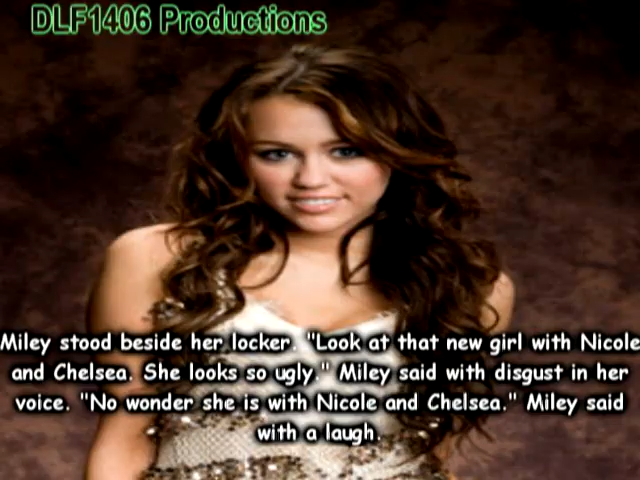 DLF1406 Productions
Miley stood beside her locker. "Look at that new girl with Nicole
and Chelsea. She looks so ugly." Miley said with disgust in her
voice. "No wonder she is with Nicole and Chelsea." Miley said
with a laugh.